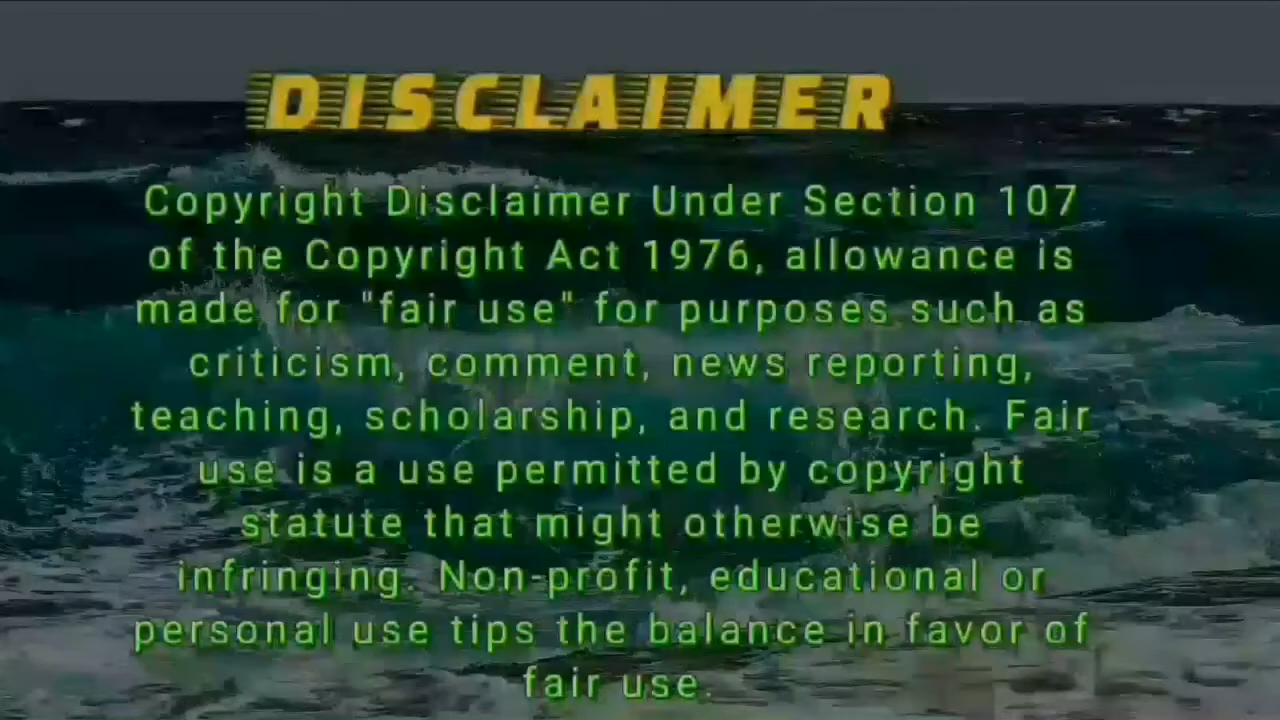 DISCLAIMER
Copyright Disclaimer Under Section 107
of the Copyright Act 1976, allowance is
made for "fair use" for purposes such as
criticism, comment, news reporting,
teaching, scholarship, and research. Fair
use is a use permitted by copyright
statute that might otherwise be
infringing. Non-profit, educational or
personal use tips the balance in favor of
fair use.